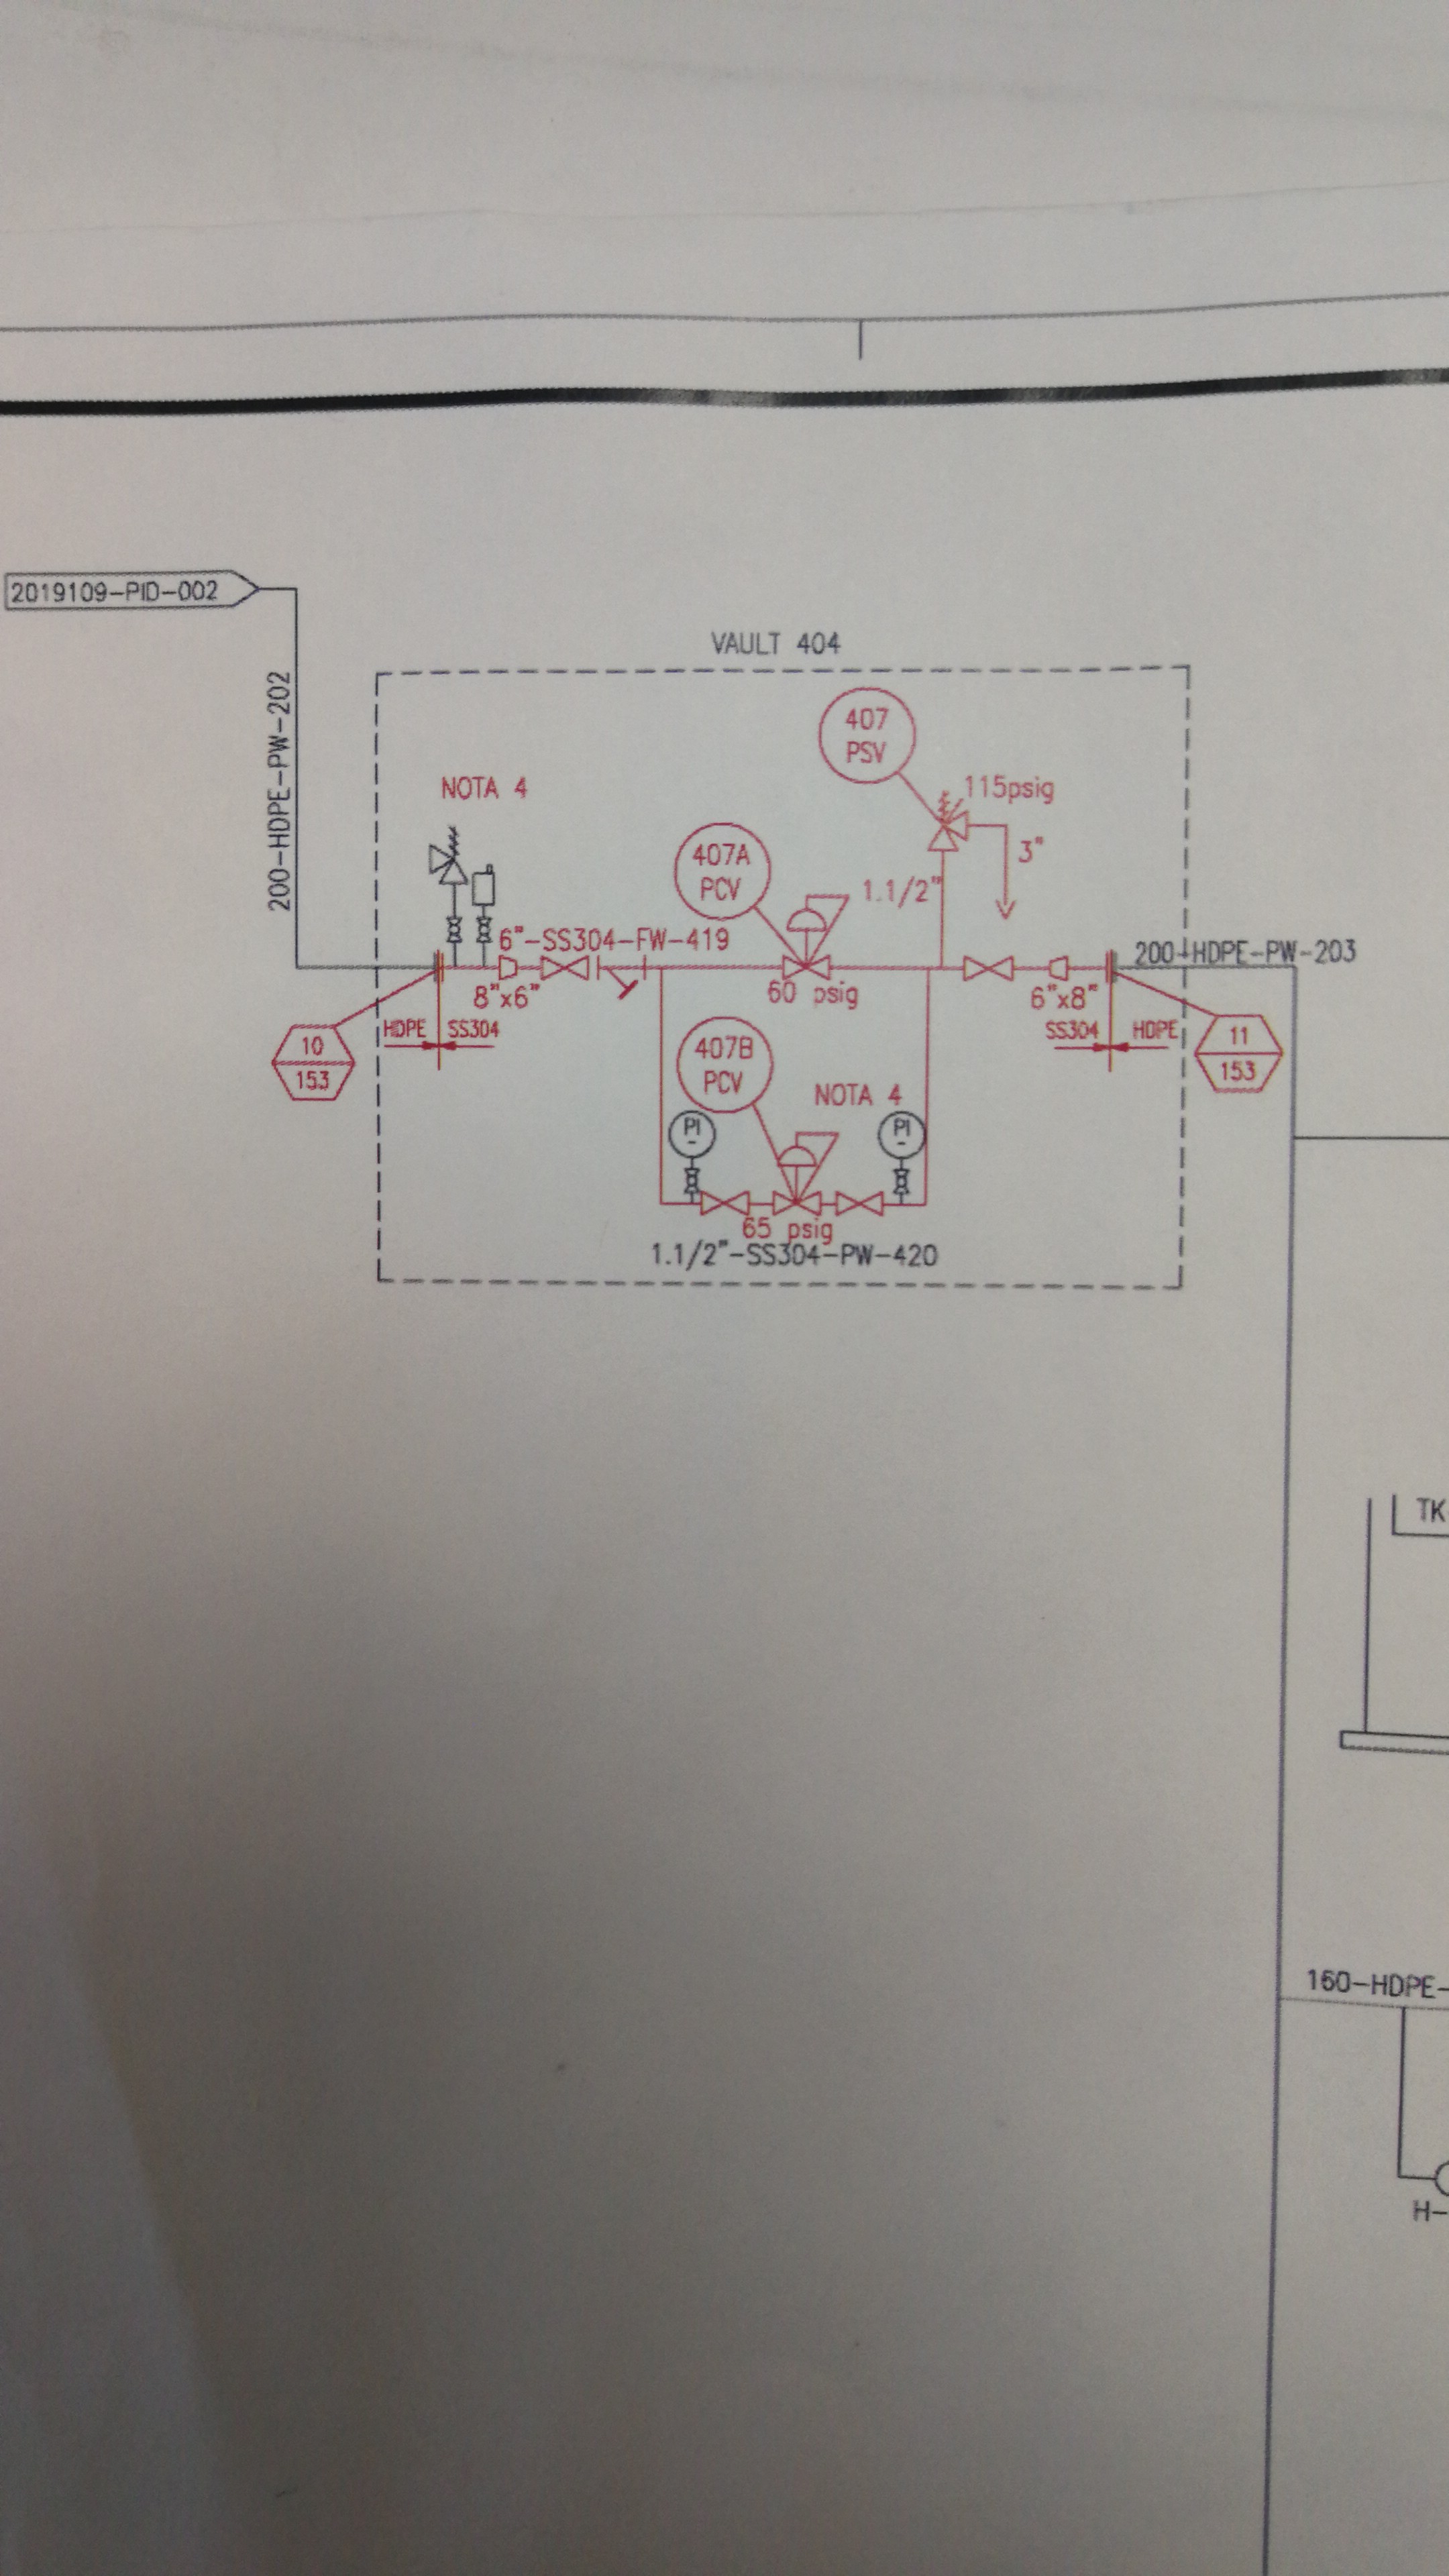 2019109-PID-002
200-HDPE-PW-202
VAULT 404
407
PSV
115psig
3"
NOTA 4
407A
PCV
1.1/2"
6"-SS304-FW-419
8"x6"
60 psig
6"x8"
200-HDPE-PW-203
HDPE
SS304
SS304
HDPE
10
153
11
153
407B
PCV
NOTA 4
PI
-
PI
-
65 psig
1.1/2"-SS304-PW-420
TK
160-HDPE-
H-